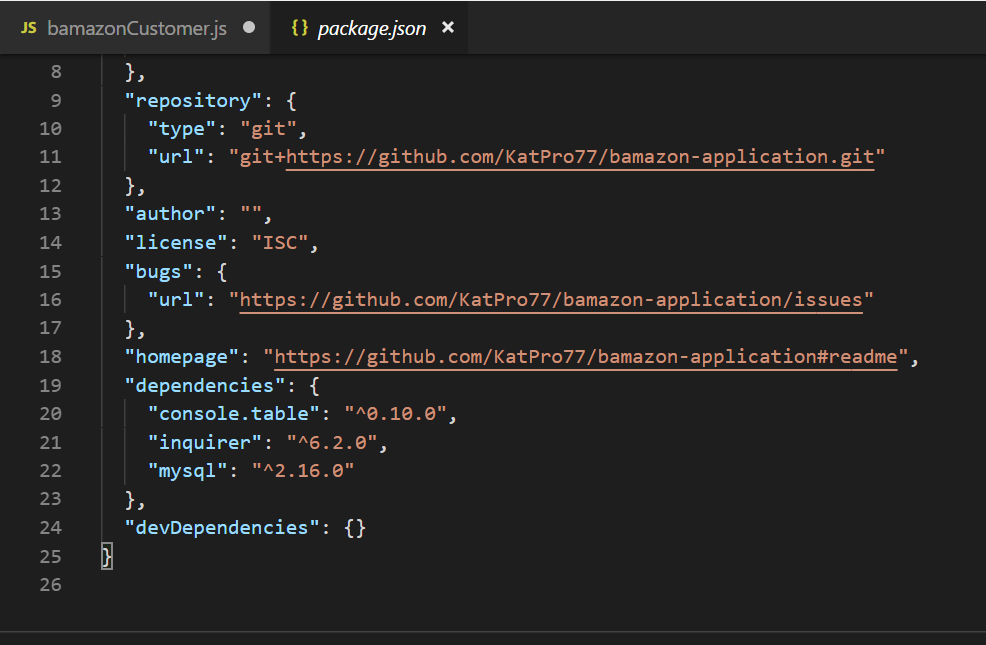 JS bamazonCustomer.js ● {} package.json ×
8 },
9 "repository": {
10 "type": "git",
11 "url": "git+https://github.com/KatPro77/bamazon-application.git"
12 },
13 "author": "",
14 "license": "ISC",
15 "bugs": {
16 "url": "https://github.com/KatPro77/bamazon-application/issues"
17 },
18 "homepage": "https://github.com/KatPro77/bamazon-application#readme",
19 "dependencies": {
20 "console.table": "^0.10.0",
21 "inquirer": "^6.2.0",
22 "mysql": "^2.16.0"
23 },
24 "devDependencies": {}
25 }
26